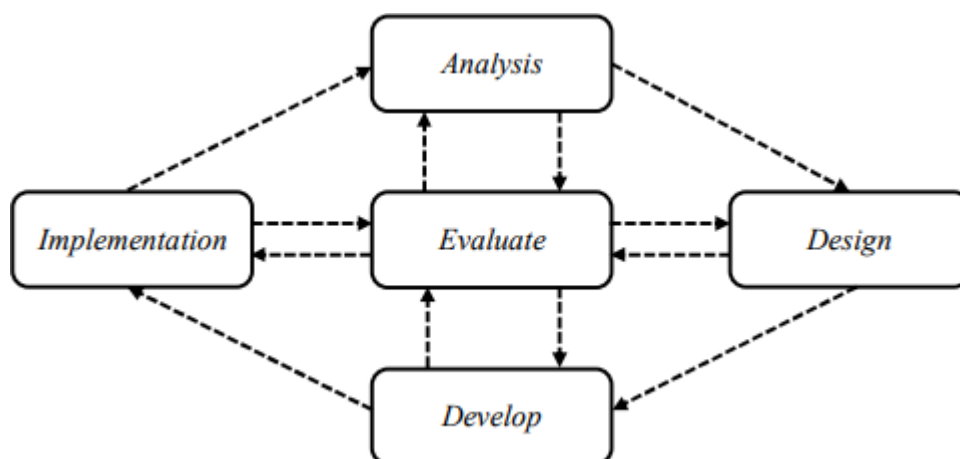 Analysis
Implementation
Evaluate
Design
Develop